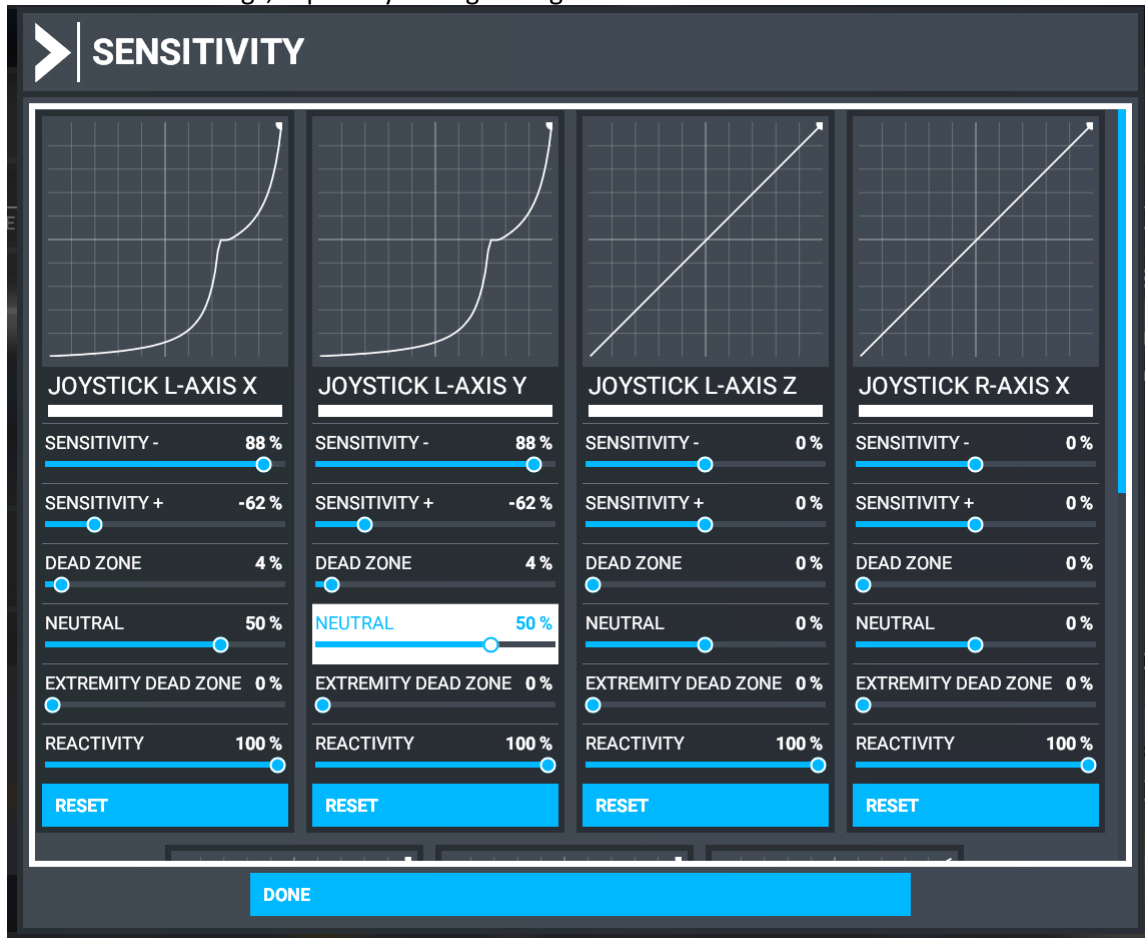 SENSITIVITY
JOYSTICK L-AXIS X
SENSITIVITY - 88 %
SENSITIVITY + -62 %
DEAD ZONE 4 %
NEUTRAL 50 %
EXTREMITY DEAD ZONE 0 %
REACTIVITY 100 %
RESET
JOYSTICK L-AXIS Y
SENSITIVITY - 88 %
SENSITIVITY + -62 %
DEAD ZONE 4 %
NEUTRAL 50 %
EXTREMITY DEAD ZONE 0 %
REACTIVITY 100 %
RESET
JOYSTICK L-AXIS Z
SENSITIVITY - 0 %
SENSITIVITY + 0 %
DEAD ZONE 0 %
NEUTRAL 0 %
EXTREMITY DEAD ZONE 0 %
REACTIVITY 100 %
RESET
JOYSTICK R-AXIS X
SENSITIVITY - 0 %
SENSITIVITY + 0 %
DEAD ZONE 0 %
NEUTRAL 0 %
EXTREMITY DEAD ZONE 0 %
REACTIVITY 100 %
RESET
DONE